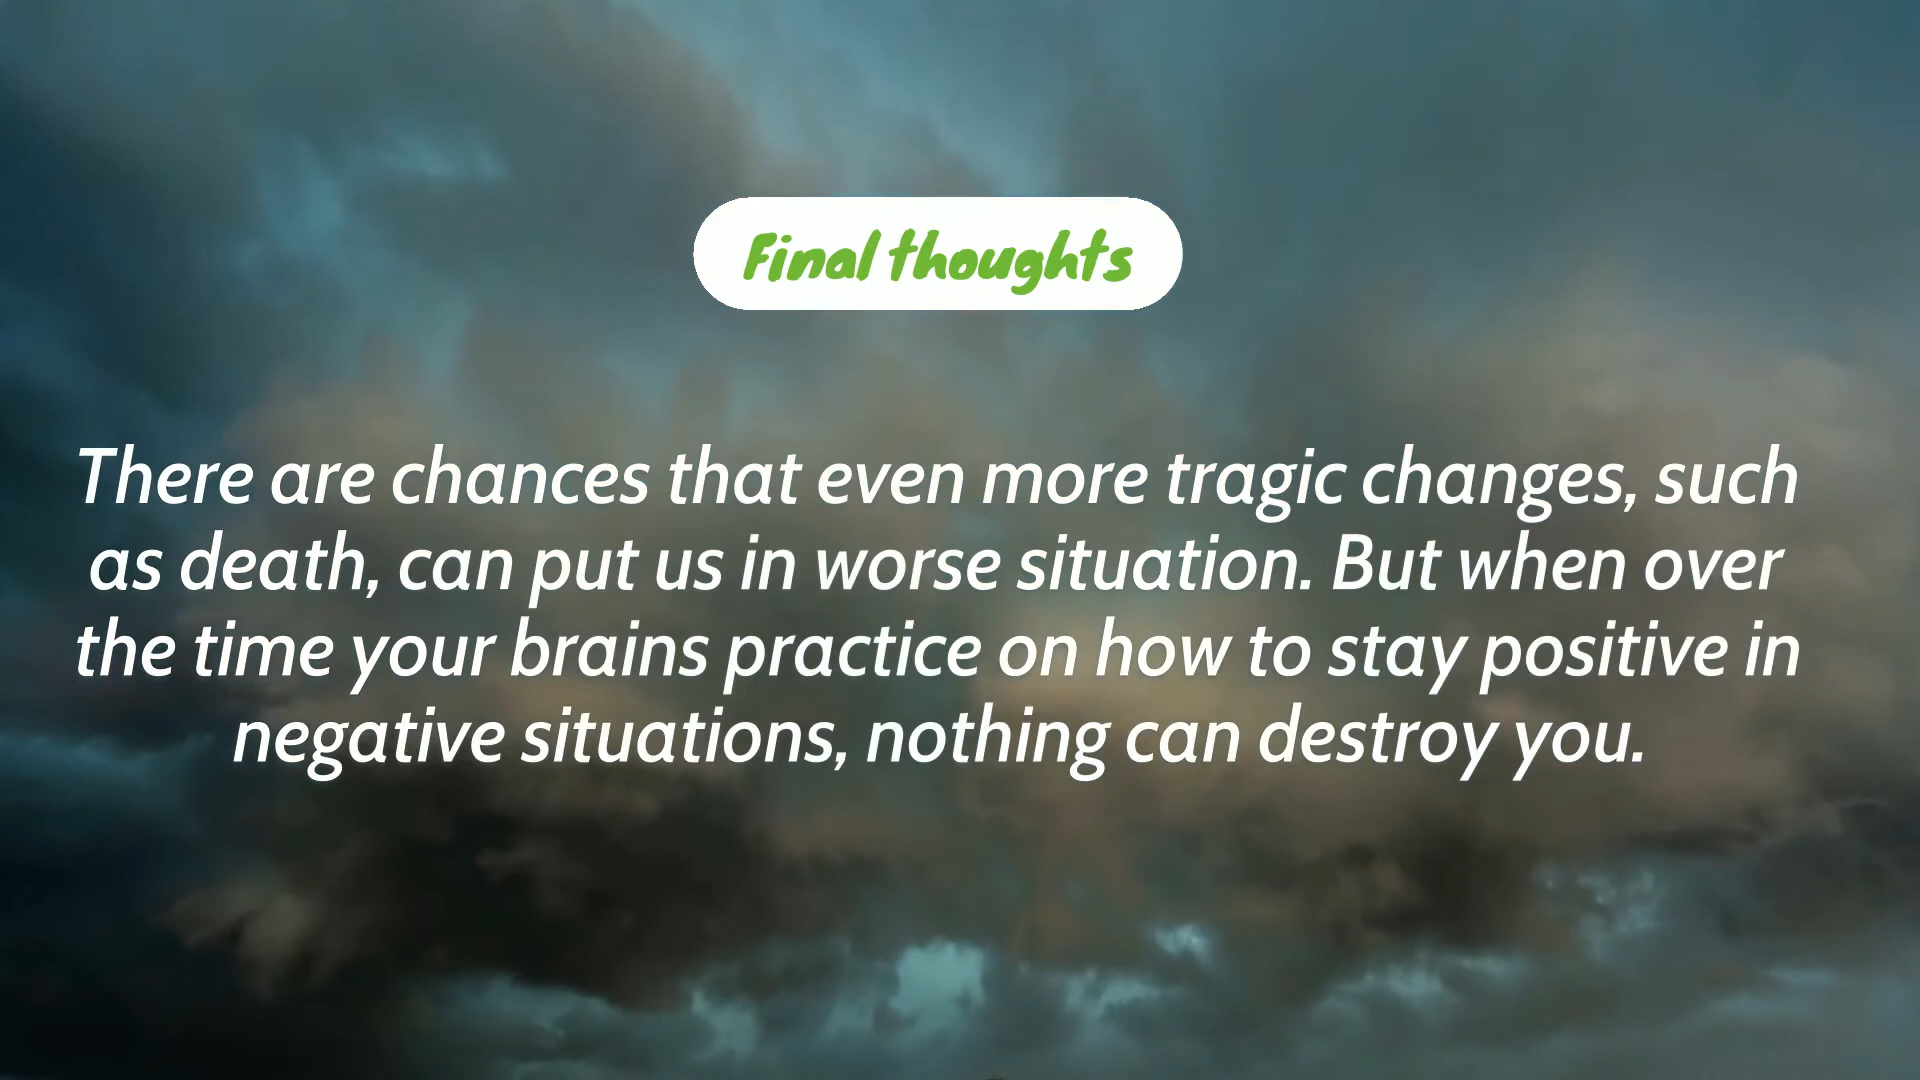 Final thoughts
There are chances that even more tragic changes, such
as death, can put us in worse situation. But when over
the time your brains practice on how to stay positive in
negative situations, nothing can destroy you.